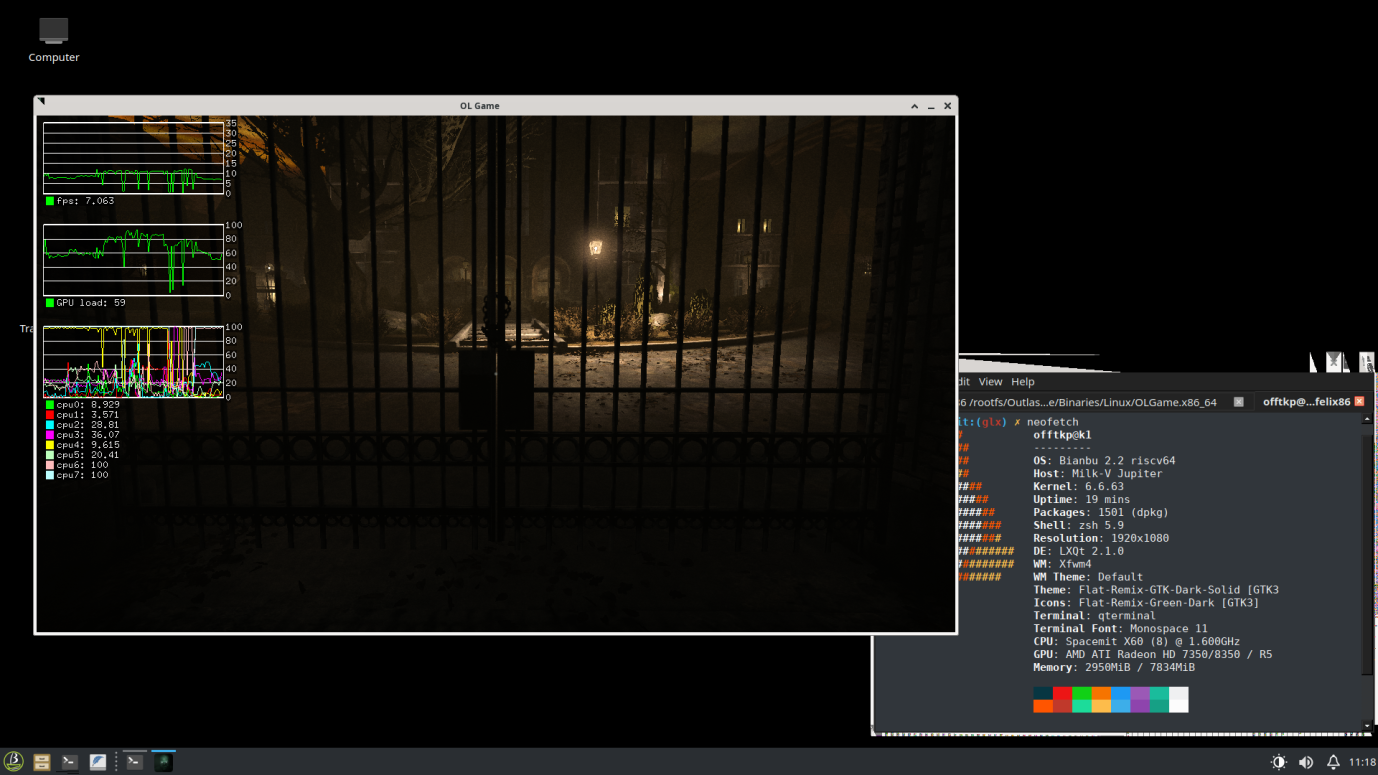 Computer
OL Game
35
30
25
20
15
10
5
0
fps: 7.063
100
80
60
40
20
0
GPU load: 59
100
80
60
40
20
0
cpu0: 8.929
cpu1: 3.571
cpu2: 28.81
cpu3: 36.07
cpu4: 9.615
cpu5: 20.41
cpu6: 100
cpu7: 100
Tra
dit View Help
86 /rootfs/Outlas...e/Binaries/Linux/OLGame.x86_64
offtkp@...felix86
it:(glx) ✗ neofetch
# offtkp@k1
## ---------
## OS: Bianbu 2.2 riscv64
## Host: Milk-V Jupiter
#### Kernel: 6.6.63
##### Uptime: 19 mins
###### Packages: 1501 (dpkg)
####### Shell: zsh 5.9
####### Resolution: 1920x1080
######### DE: LXQt 2.1.0
######### WM: Xfwm4
####### WM Theme: Default
Theme: Flat-Remix-GTK-Dark-Solid [GTK3
Icons: Flat-Remix-Green-Dark [GTK3]
Terminal: qterminal
Terminal Font: Monospace 11
CPU: Spacemit X60 (8) @ 1.600GHz
GPU: AMD ATI Radeon HD 7350/8350 / R5
Memory: 2950MiB / 7834MiB
11:18